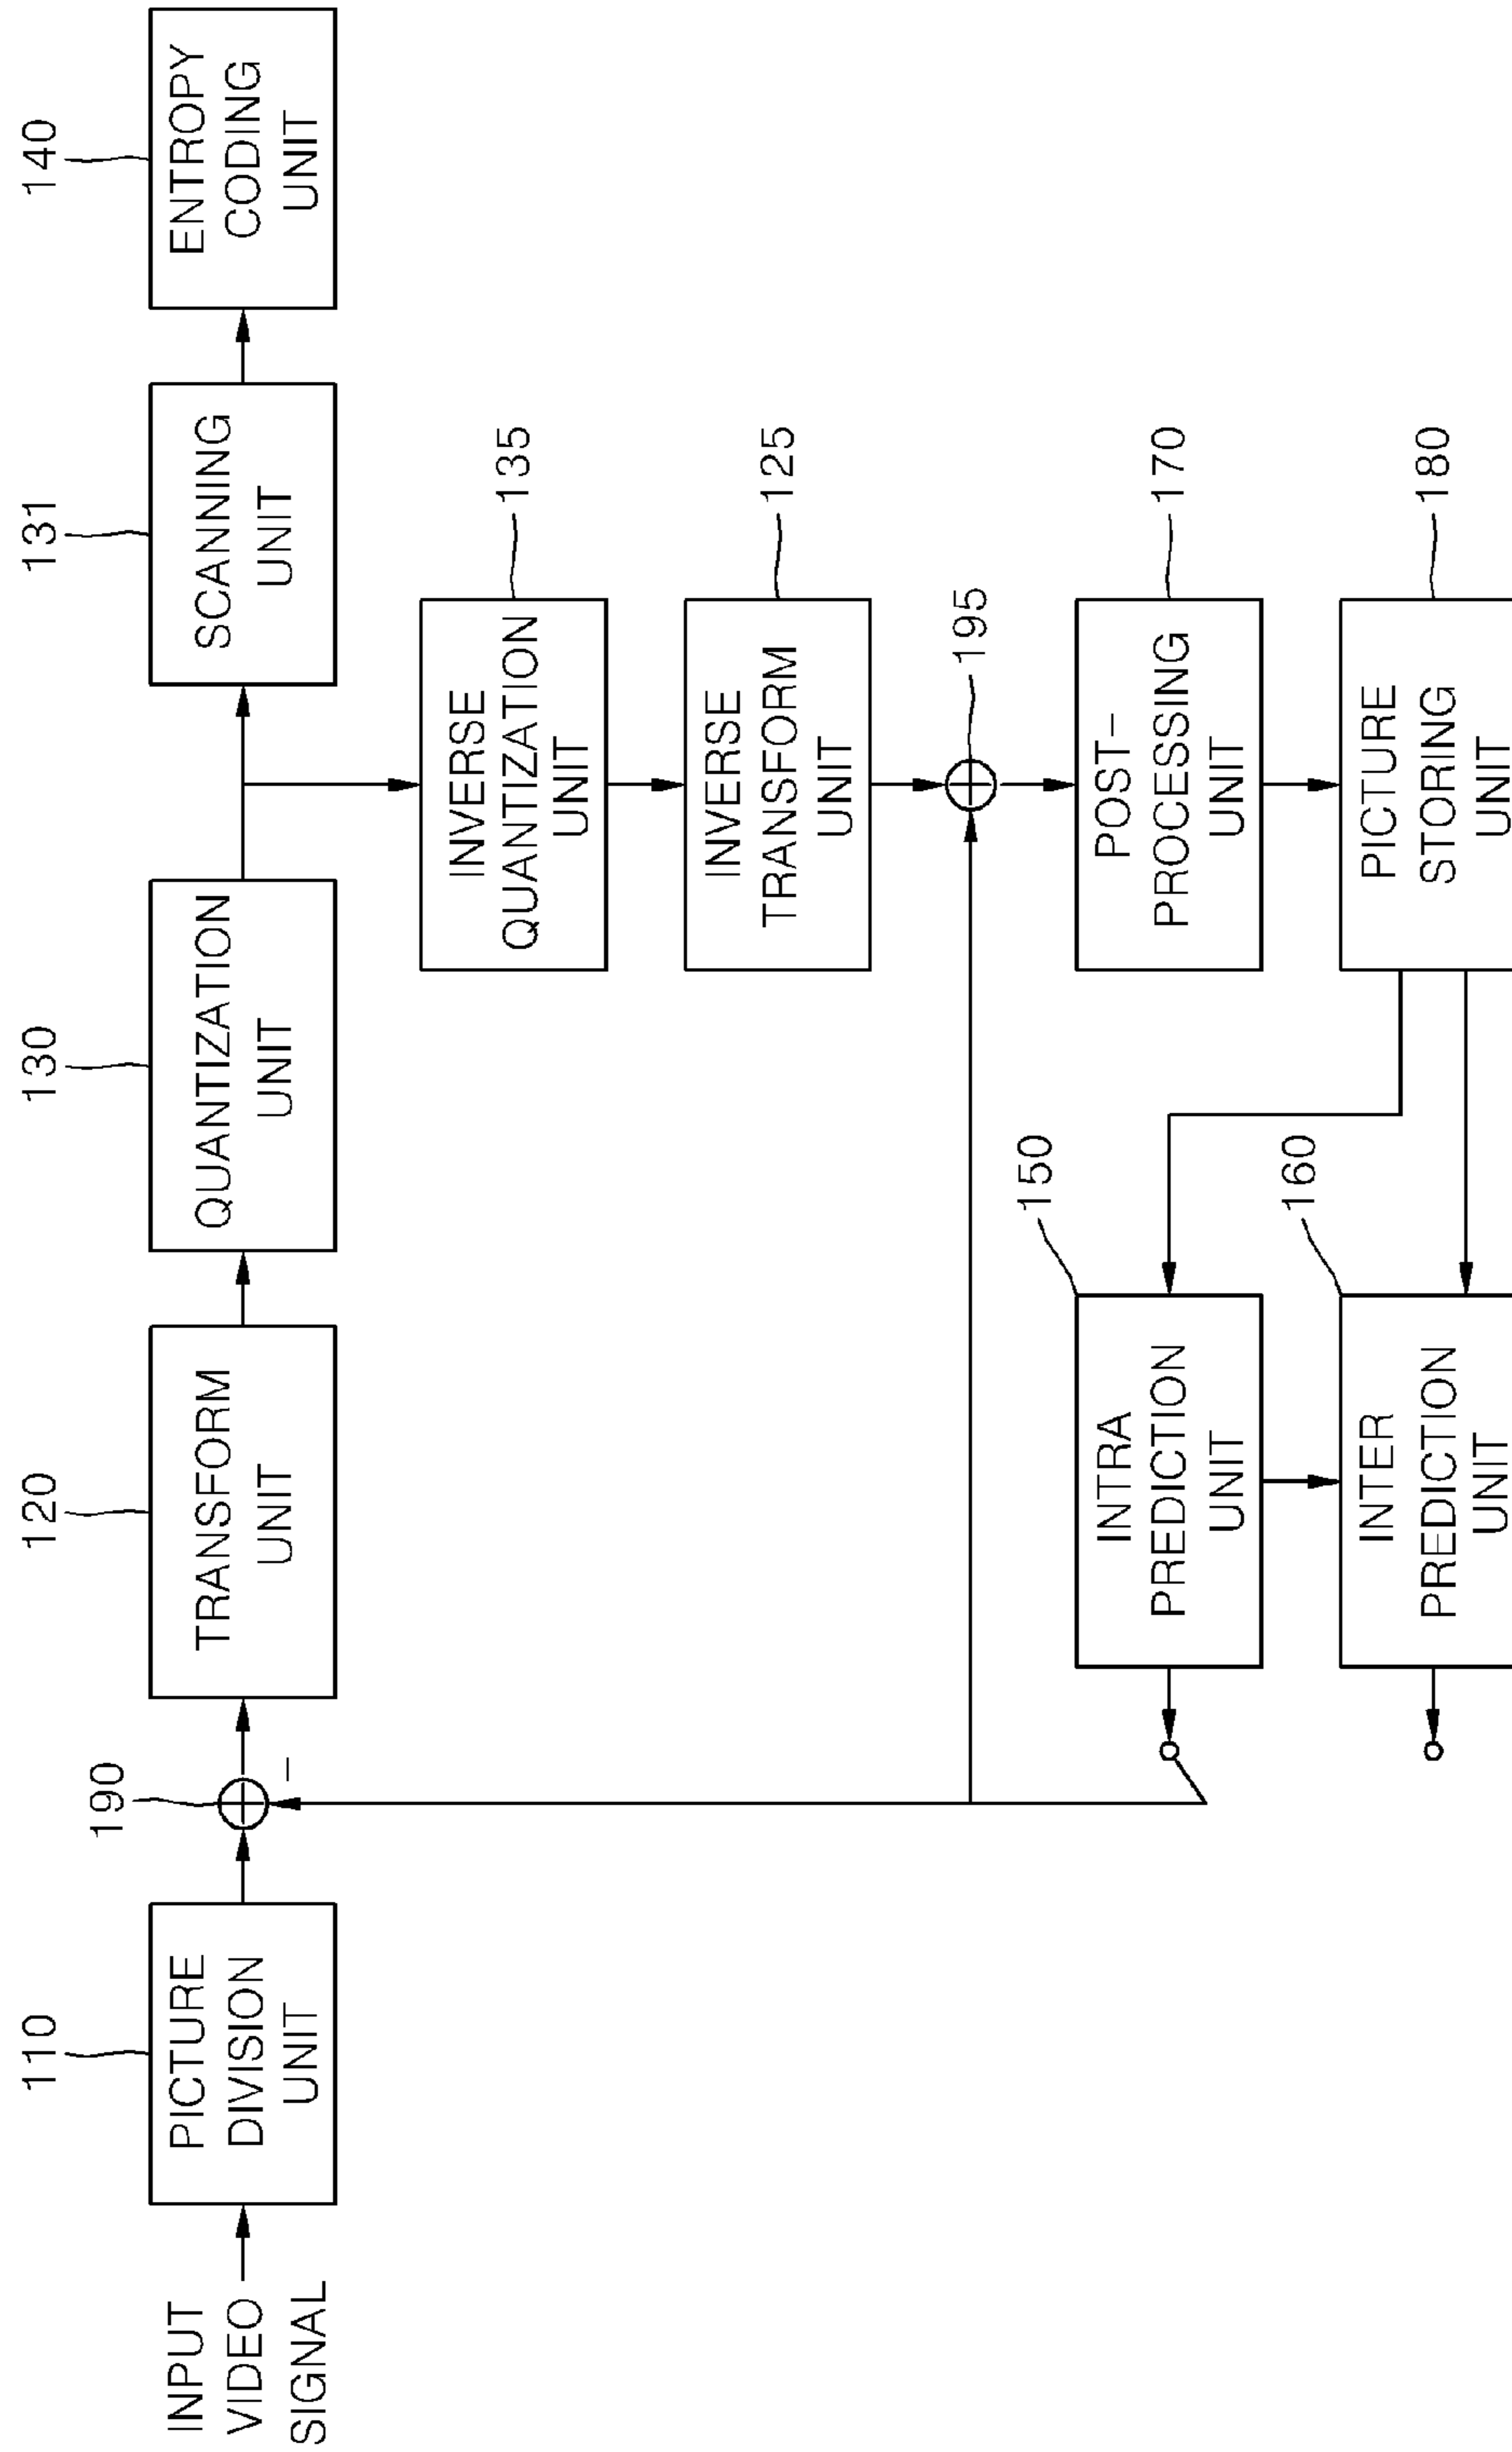 110
120
130
131
140
190
INPUT
VIDEO
SIGNAL
PICTURE
DIVISION
UNIT
–
TRANSFORM
UNIT
QUANTIZATION
UNIT
SCANNING
UNIT
ENTROPY
CODING
UNIT
INVERSE
QUANTIZATION
UNIT
135
INVERSE
TRANSFORM
UNIT
125
195
150
INTRA
PREDICTION
UNIT
POST-
PROCESSING
UNIT
170
160
INTER
PREDICTION
UNIT
PICTURE
STORING
UNIT
180